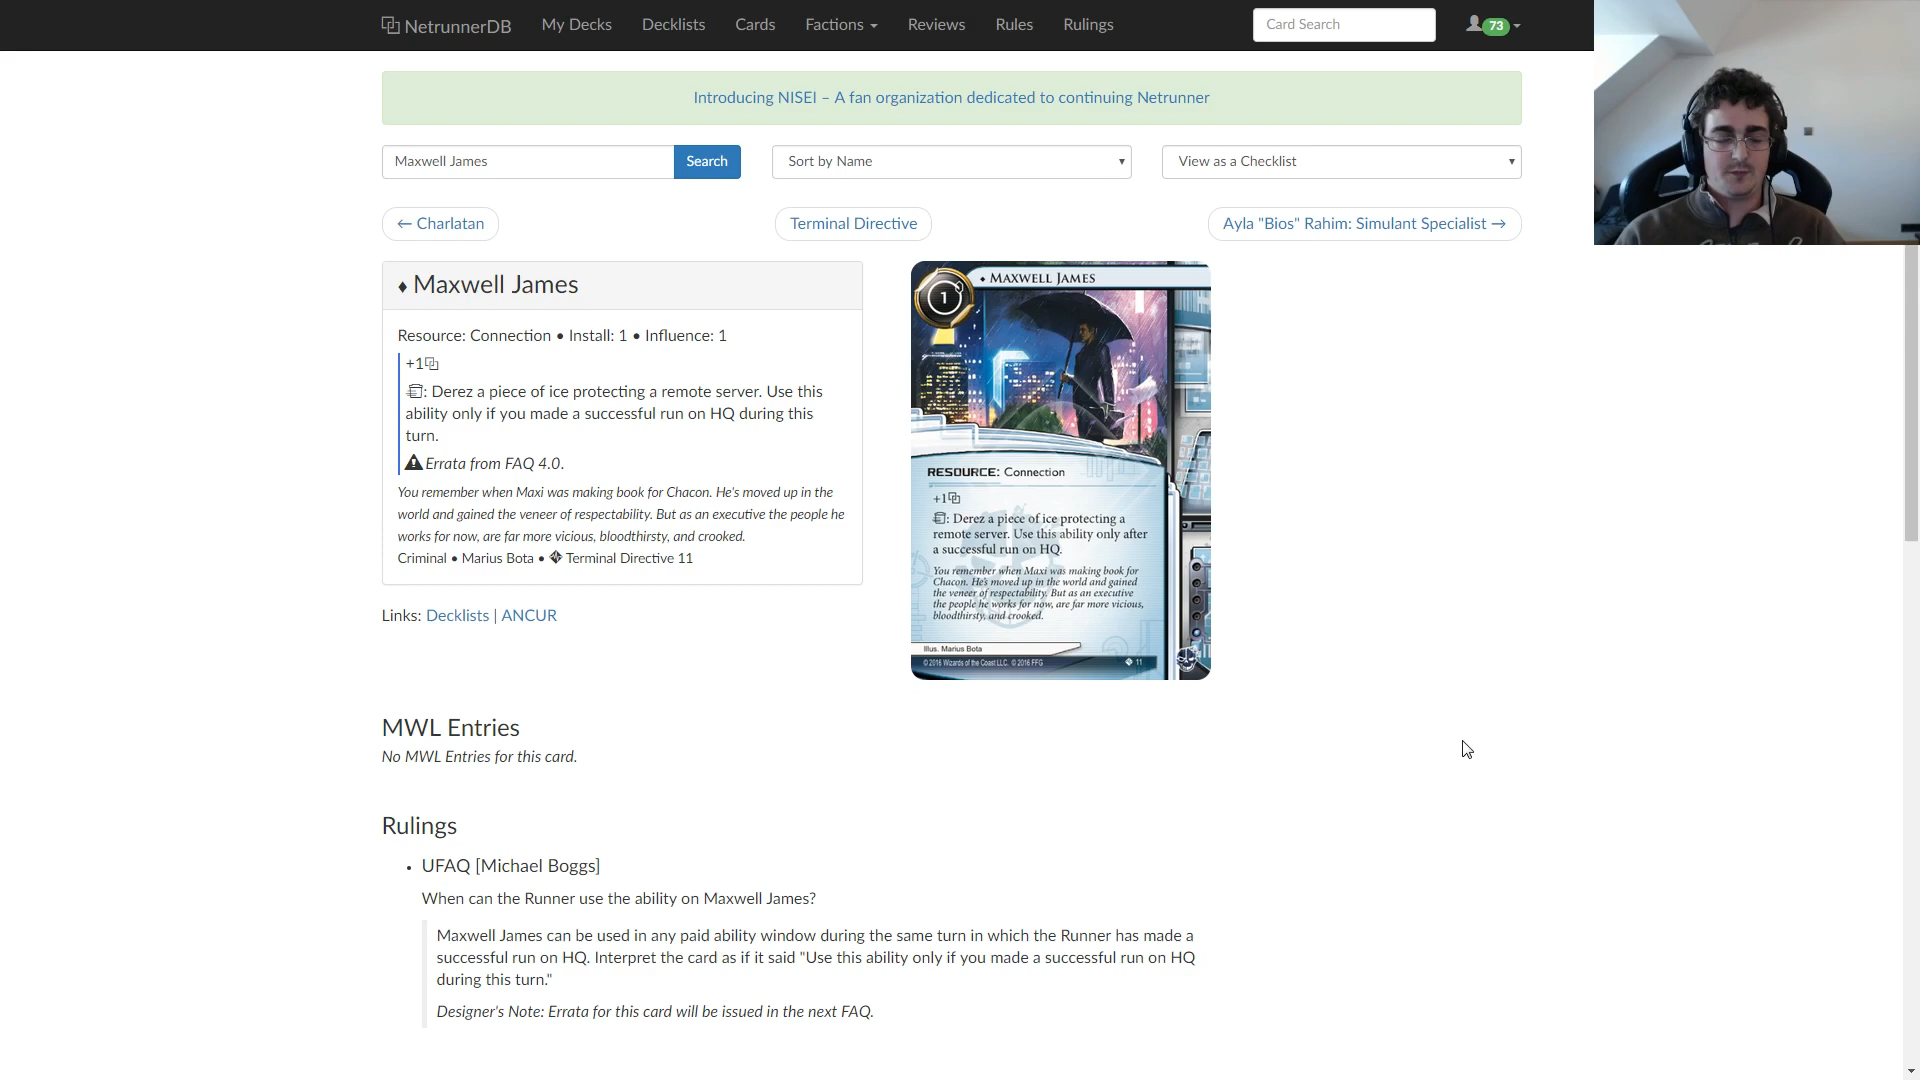 NetrunnerDB My Decks Decklists Cards Factions Reviews Rules Rulings Card Search 73
Introducing NISEI – A fan organization dedicated to continuing Netrunner
Maxwell James Search Sort by Name View as a Checklist
← Charlatan Terminal Directive Ayla "Bios" Rahim: Simulant Specialist →
♦ Maxwell James
Resource: Connection • Install: 1 • Influence: 1
+1
: Derez a piece of ice protecting a remote server. Use this
ability only if you made a successful run on HQ during this
turn.
Errata from FAQ 4.0.
You remember when Maxi was making book for Chacon. He's moved up in the
world and gained the veneer of respectability. But as an executive the people he
works for now, are far more vicious, bloodthirsty, and crooked.
Criminal • Marius Bota • Terminal Directive 11
Links: Decklists | ANCUR
1
♦ MAXWELL JAMES
RESOURCE: Connection
+1
: Derez a piece of ice protecting a
remote server. Use this ability only after
a successful run on HQ.
You remember when Maxi was making book for
Chacon. He's moved up in the world and gained
the veneer of respectability. But as an executive
the people he works for now, are far more vicious,
bloodthirsty, and crooked.
Illus. Marius Bota
© 2016 Wizards of the Coast LLC. © 2016 FFG 11
MWL Entries
No MWL Entries for this card.
Rulings
• UFAQ [Michael Boggs]
When can the Runner use the ability on Maxwell James?
Maxwell James can be used in any paid ability window during the same turn in which the Runner has made a
successful run on HQ. Interpret the card as if it said "Use this ability only if you made a successful run on HQ
during this turn."
Designer's Note: Errata for this card will be issued in the next FAQ.